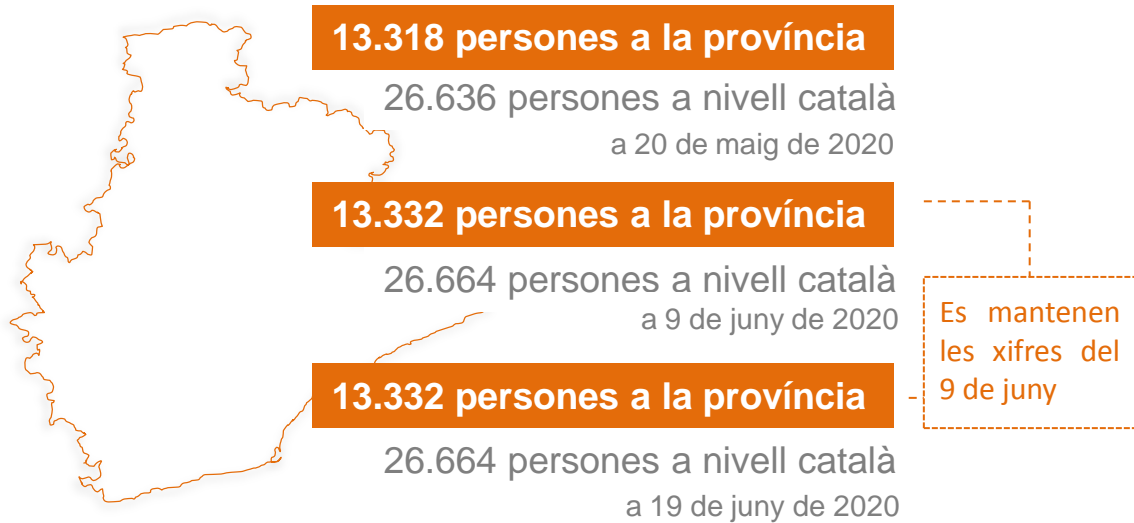 13.318 persones a la província
26.636 persones a nivell català
a 20 de maig de 2020
13.332 persones a la província
26.664 persones a nivell català
a 9 de juny de 2020
Es mantenen
les xifres del
9 de juny
13.332 persones a la província
26.664 persones a nivell català
a 19 de juny de 2020